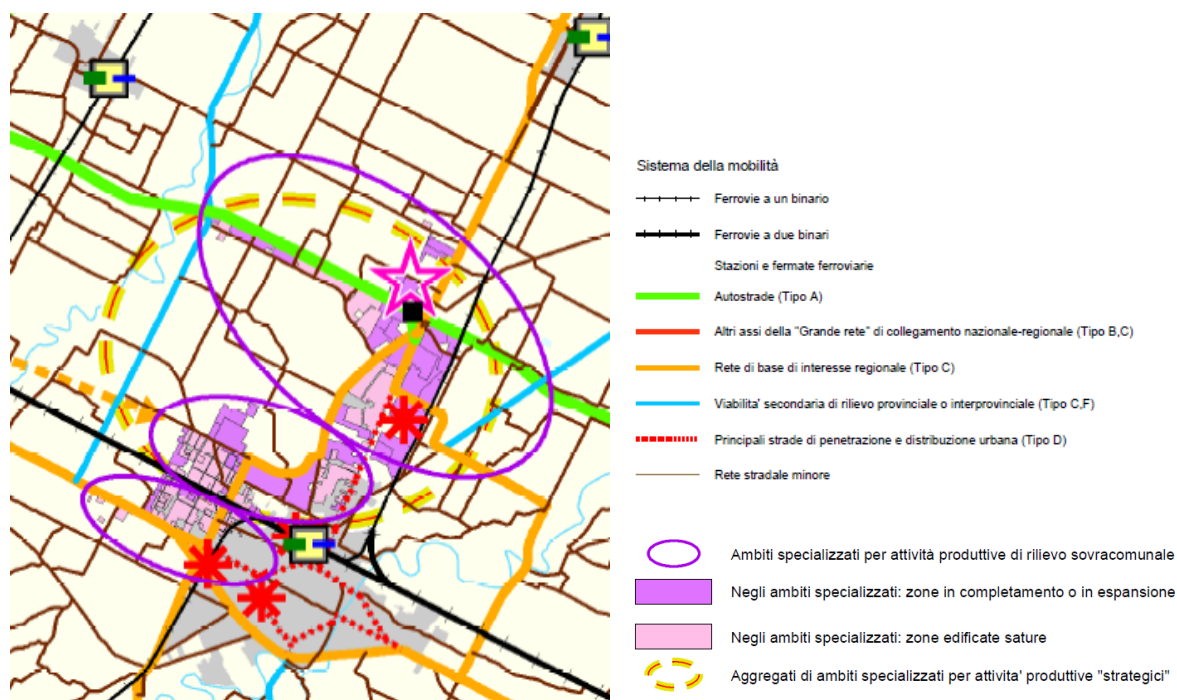 Sistema della mobilità
Ferrovie a un binario
Ferrovie a due binari
Stazioni e fermate ferroviarie
Autostrade (Tipo A)
Altri assi della "Grande rete" di collegamento nazionale-regionale (Tipo B,C)
Rete di base di interesse regionale (Tipo C)
Viabilita' secondaria di rilievo provinciale o interprovinciale (Tipo C,F)
Principali strade di penetrazione e distribuzione urbana (Tipo D)
Rete stradale minore
Ambiti specializzati per attività produttive di rilievo sovracomunale
Negli ambiti specializzati: zone in completamento o in espansione
Negli ambiti specializzati: zone edificate sature
Aggregati di ambiti specializzati per attivita' produttive "strategici"